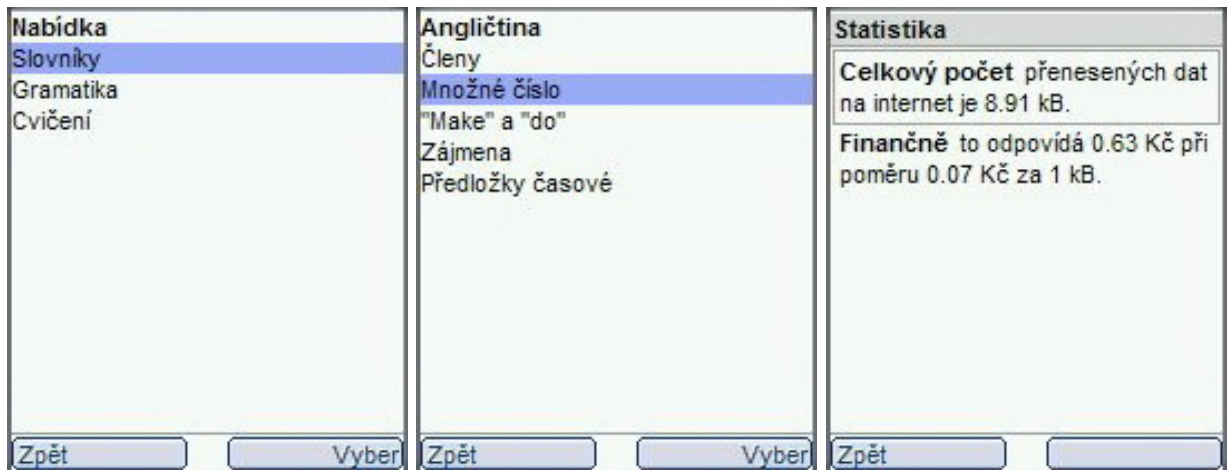 Nabídka
Slovníky
Gramatika
Cvičení
Zpět
Vyber
Angličtina
Členy
Množné číslo
"Make" a "do"
Zájmena
Předložky časové
Zpět
Vyber
Statistika
Celkový počet přenesených dat
na internet je 8.91 kB.
Finančně to odpovídá 0.63 Kč při
poměru 0.07 Kč za 1 kB.
Zpět